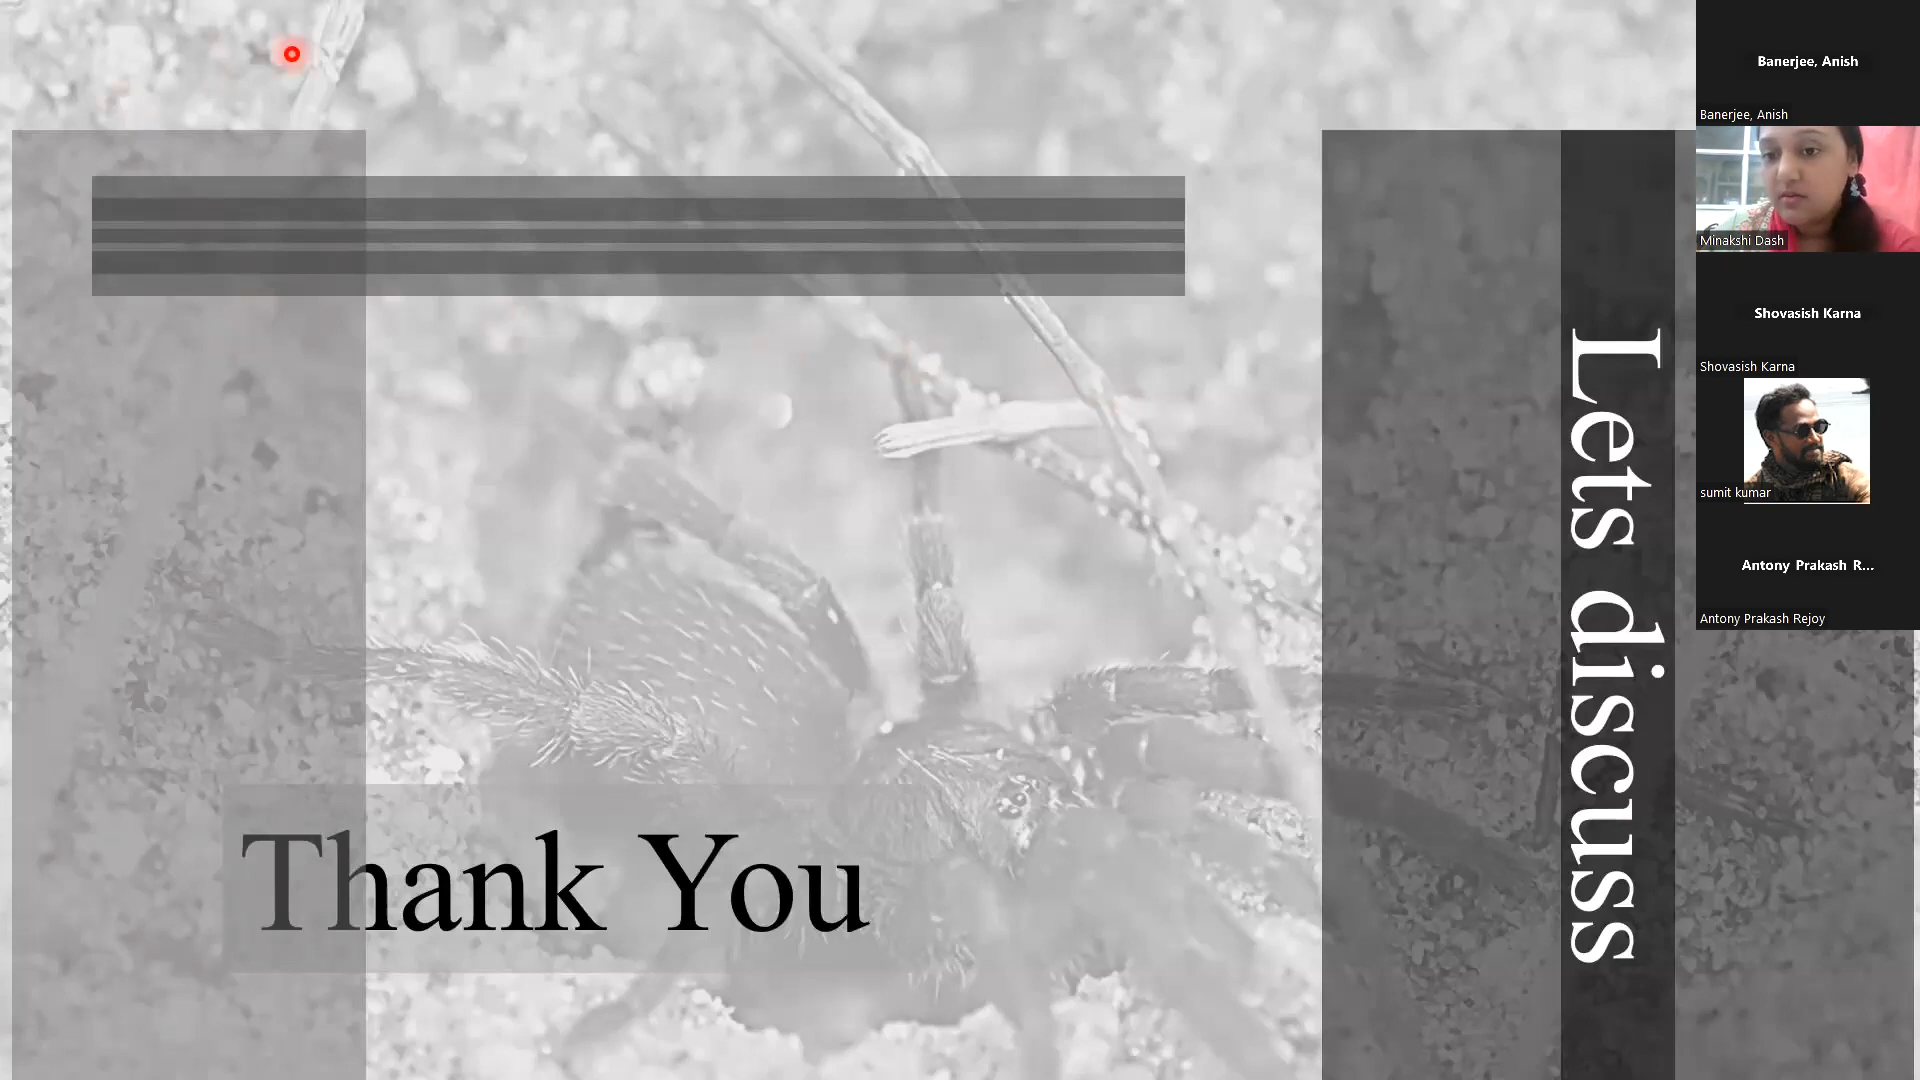 Thank You
Lets discuss
Banerjee, Anish
Banerjee, Anish
Minakshi Dash
Shovasish Karna
Shovasish Karna
sumit kumar
Antony Prakash R...
Antony Prakash Rejoy